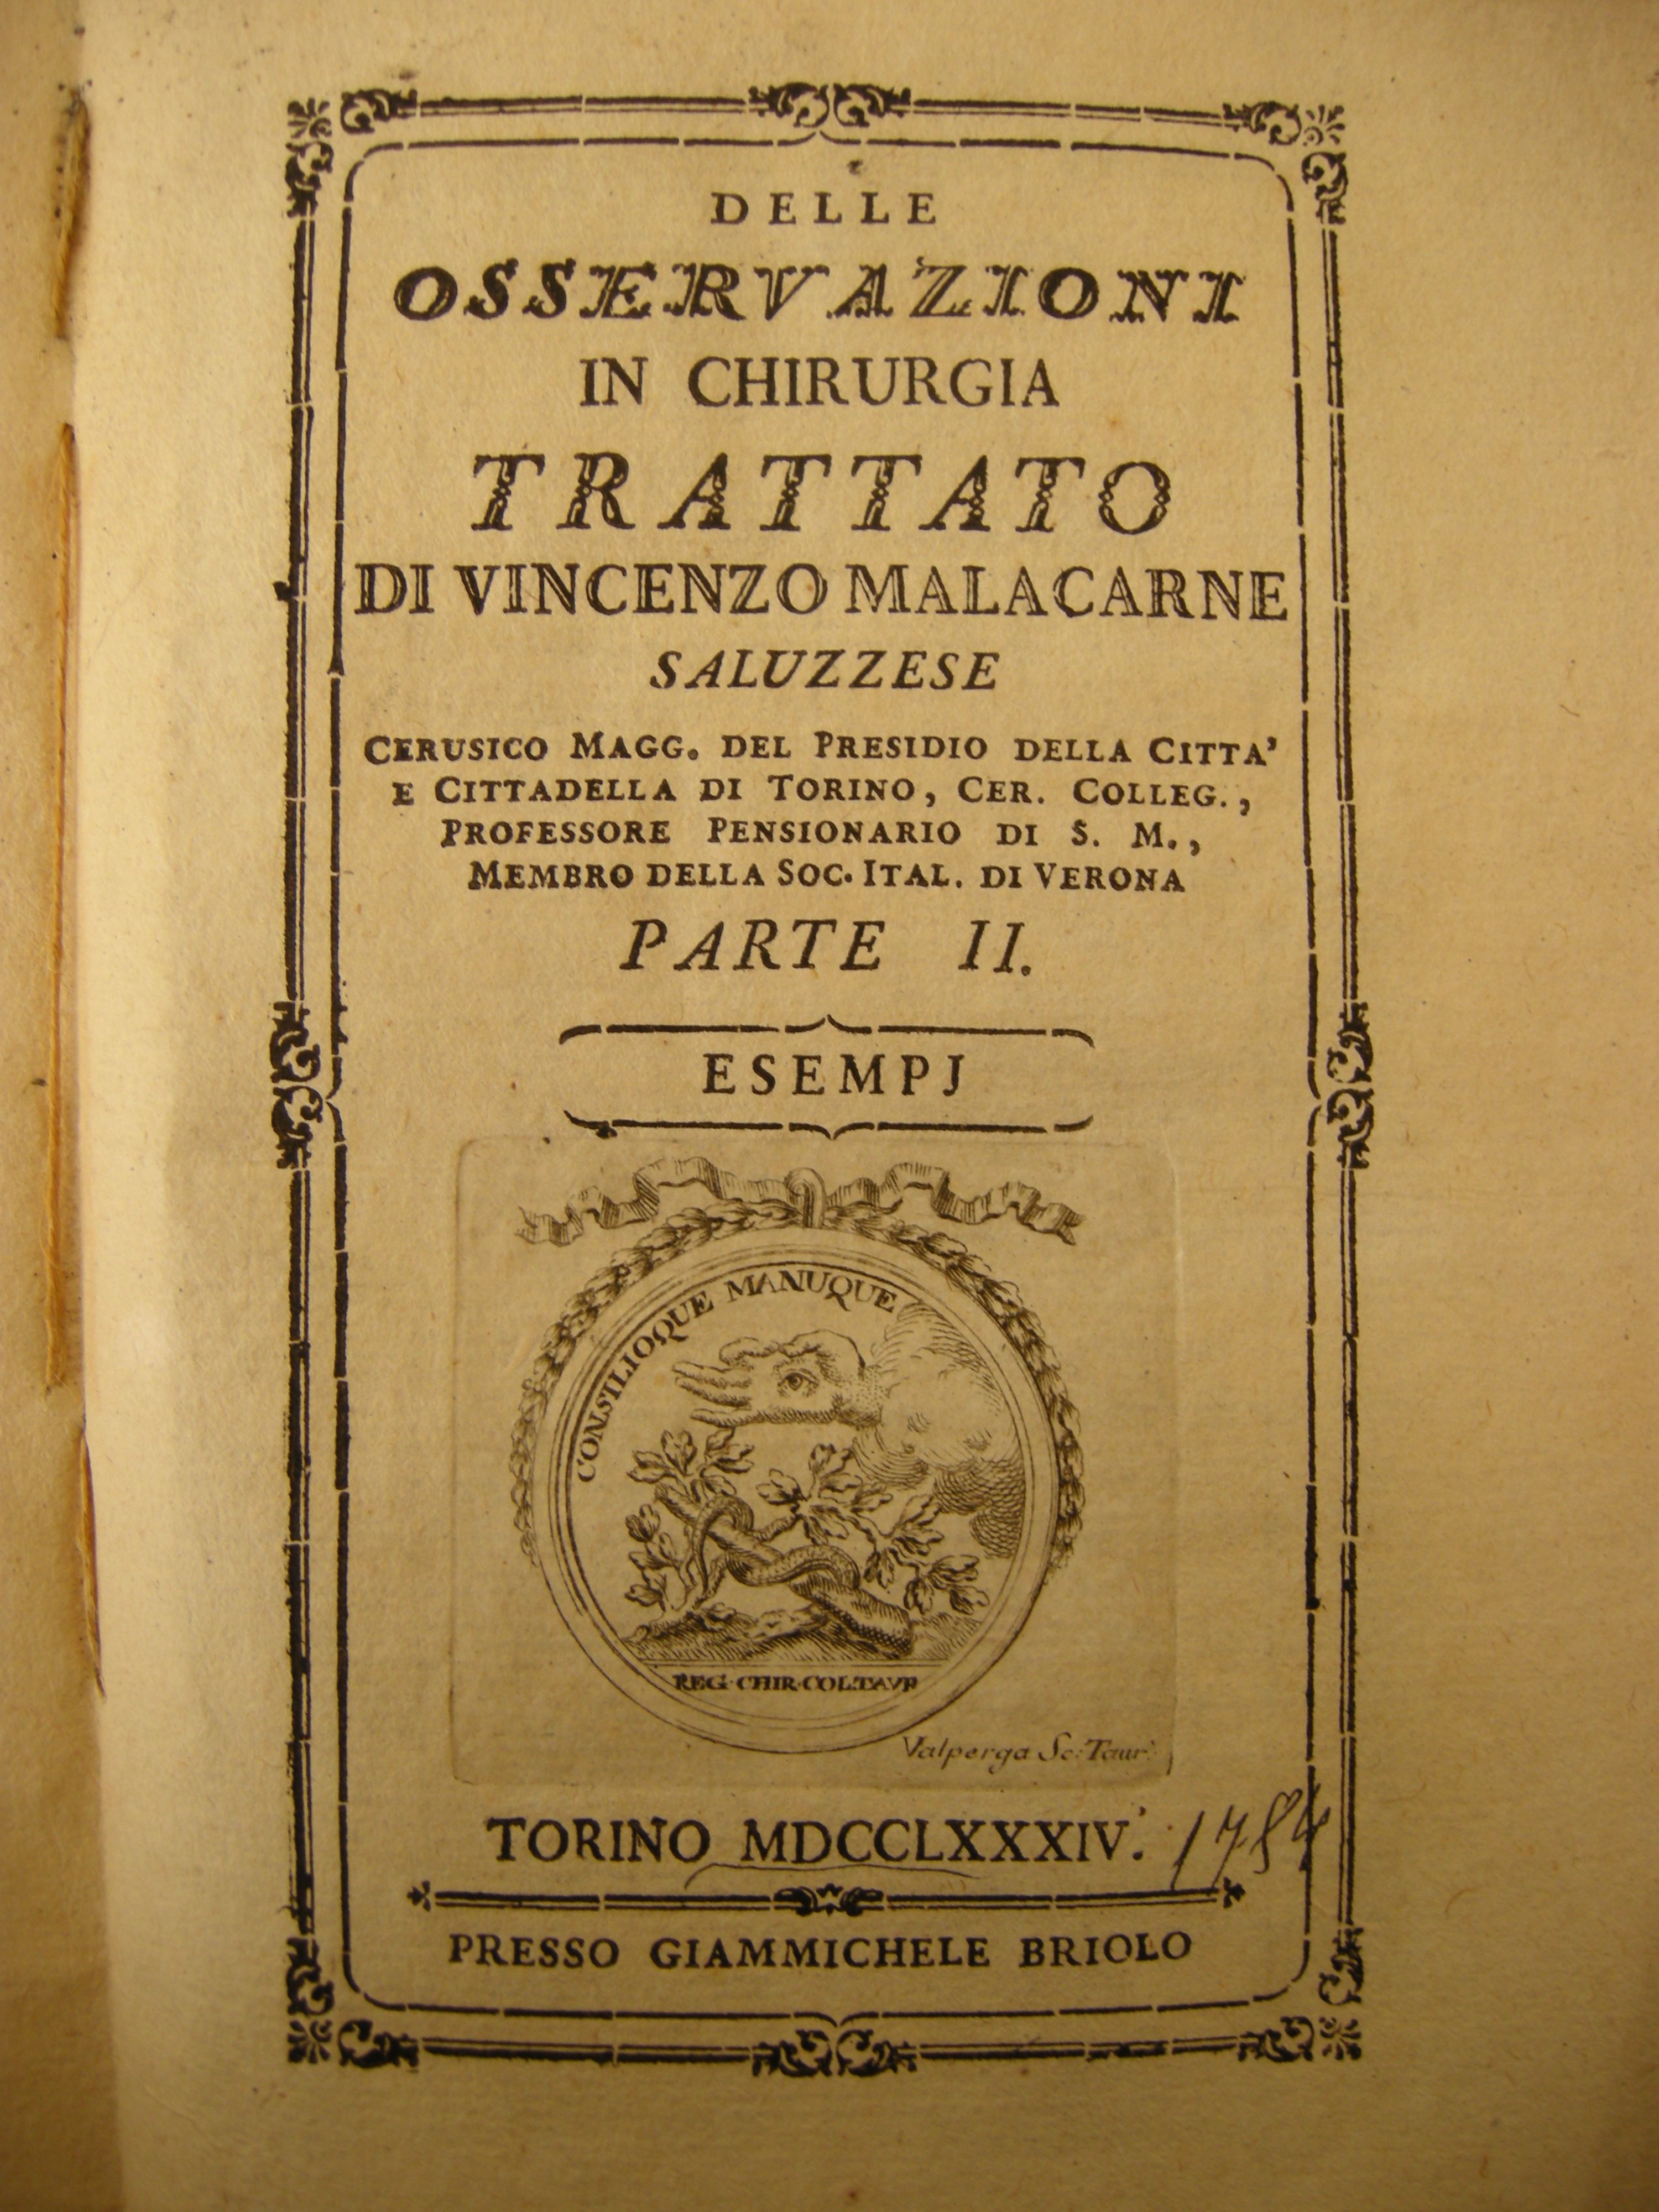 DELLE
OSSERVAZIONI
IN CHIRURGIA
TRATTATO
DI VINCENZO MALACARNE
SALUZZESE
CERUSICO MAGG. DEL PRESIDIO DELLA CITTA'
E CITTADELLA DI TORINO, CER. COLLEG.,
PROFESSORE PENSIONARIO DI S. M.,
MEMBRO DELLA SOC. ITAL. DI VERONA
PARTE II.
ESEMPJ
CONSILIOQUE MANUQUE
REG·CHIR·COL·TAVR
Valperga Sc: Taur:
TORINO MDCCLXXXIV. 1784
PRESSO GIAMMICHELE BRIOLO